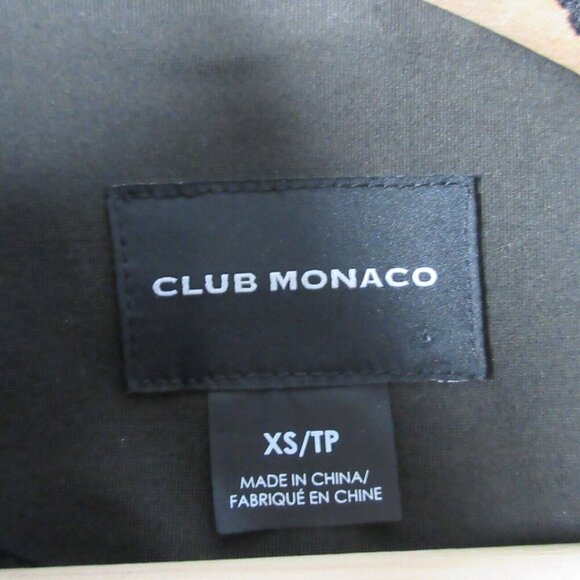 CLUB MONACO
XS/TP
MADE IN CHINA/
FABRIQUÉ EN CHINE